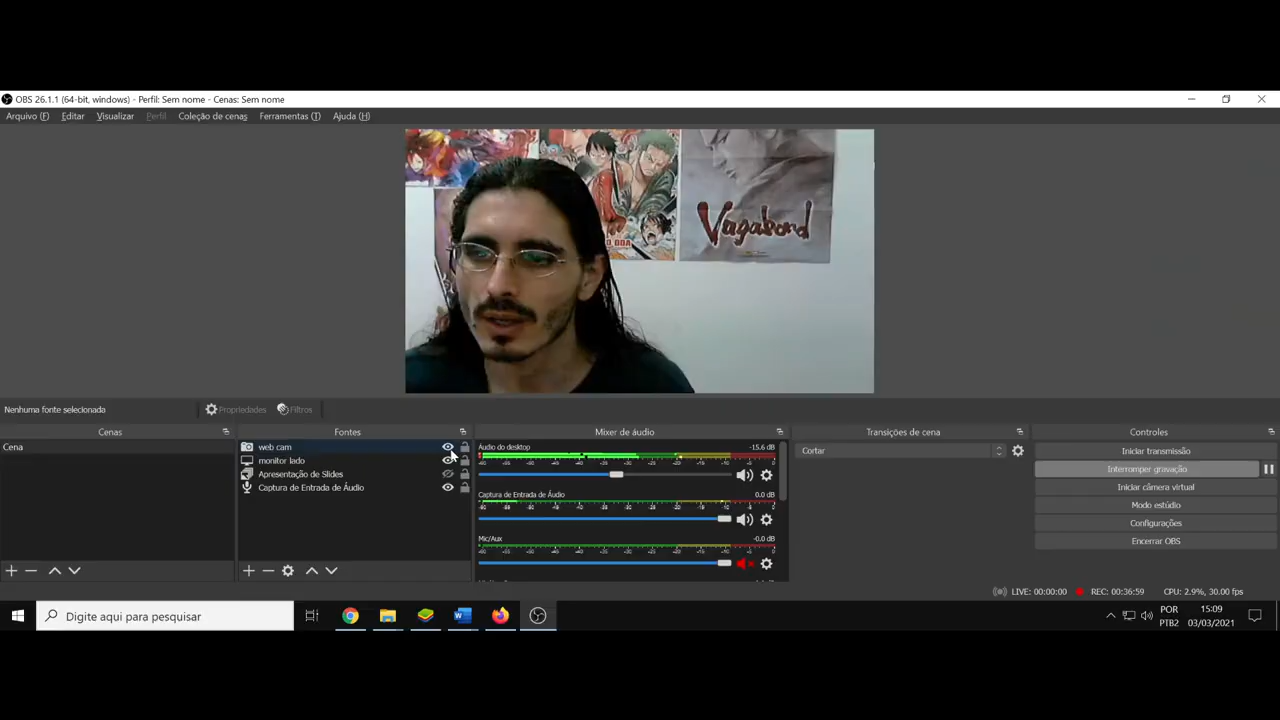 OBS 26.1.1 (64-bit, windows) - Perfil: Sem nome - Cenas: Sem nome
Arquivo (F) Editar Visualizar Perfil Coleção de cenas Ferramentas (T) Ajuda (H)
Vagabond
Nenhuma fonte selecionada Propriedades Filtros
Cenas Fontes Mixer de áudio Transições de cena Controles
Cena
web cam
monitor lado
Apresentação de Slides
Captura de Entrada de Áudio
Áudio do desktop -15.6 dB
Captura de Entrada de Áudio 0.0 dB
Mic/Aux -0.0 dB
Cortar
Iniciar transmissão
Interromper gravação
Iniciar câmera virtual
Modo estúdio
Configurações
Encerrar OBS
LIVE: 00:00:00 REC: 00:36:59 CPU: 2.9%, 30.00 fps
Digite aqui para pesquisar
POR 15:09
PTB2 03/03/2021